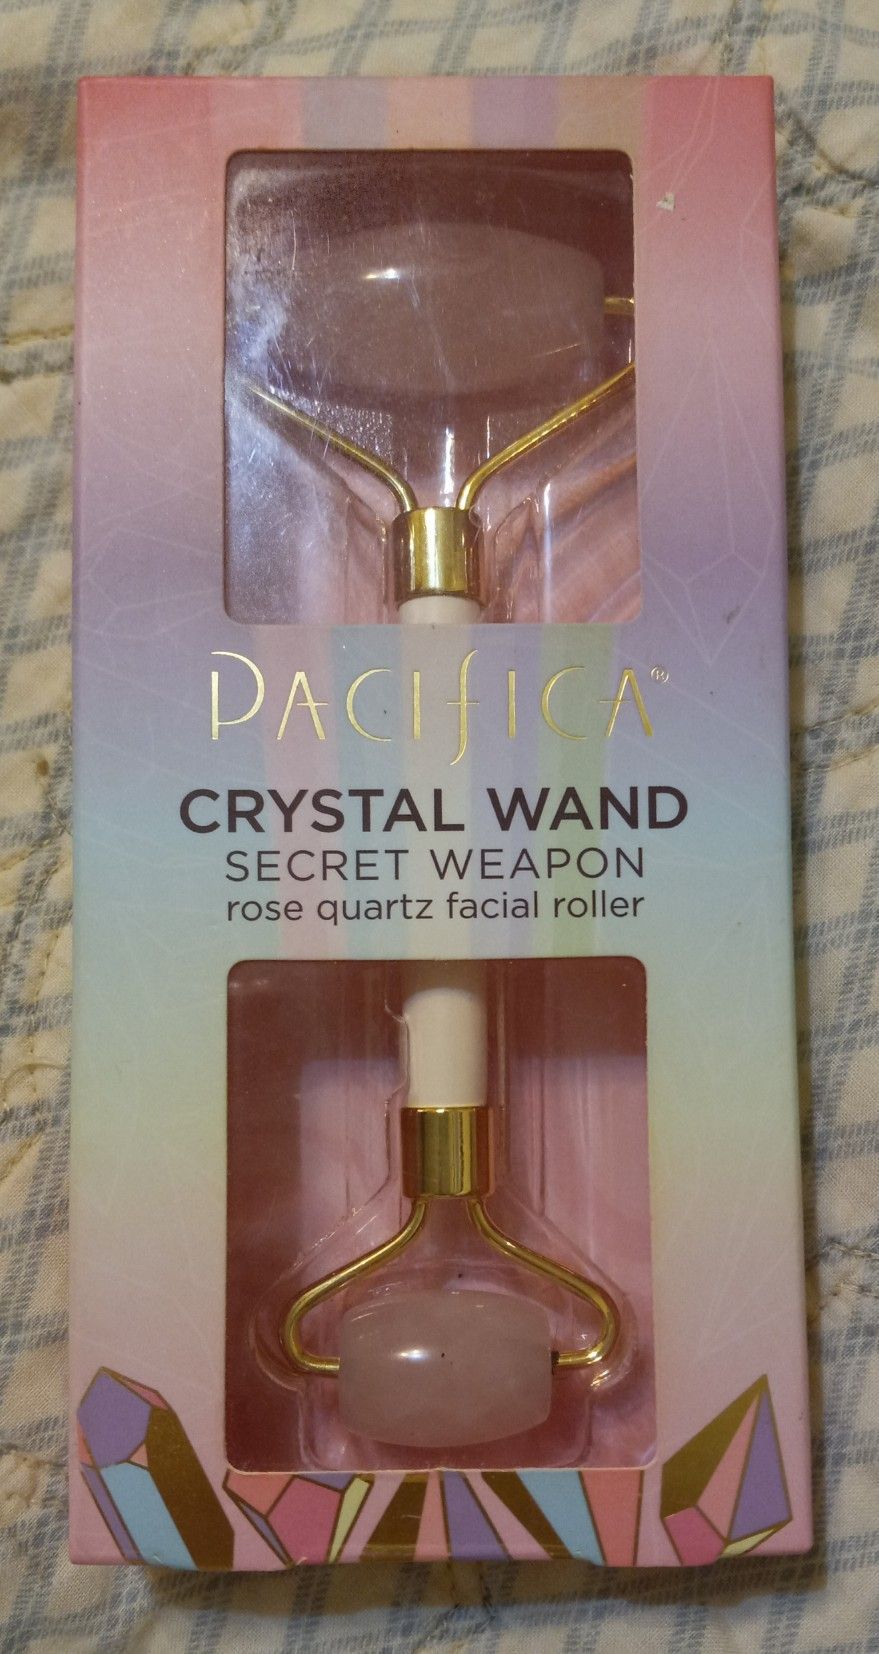 PACIFICA®
CRYSTAL WAND
SECRET WEAPON
rose quartz facial roller